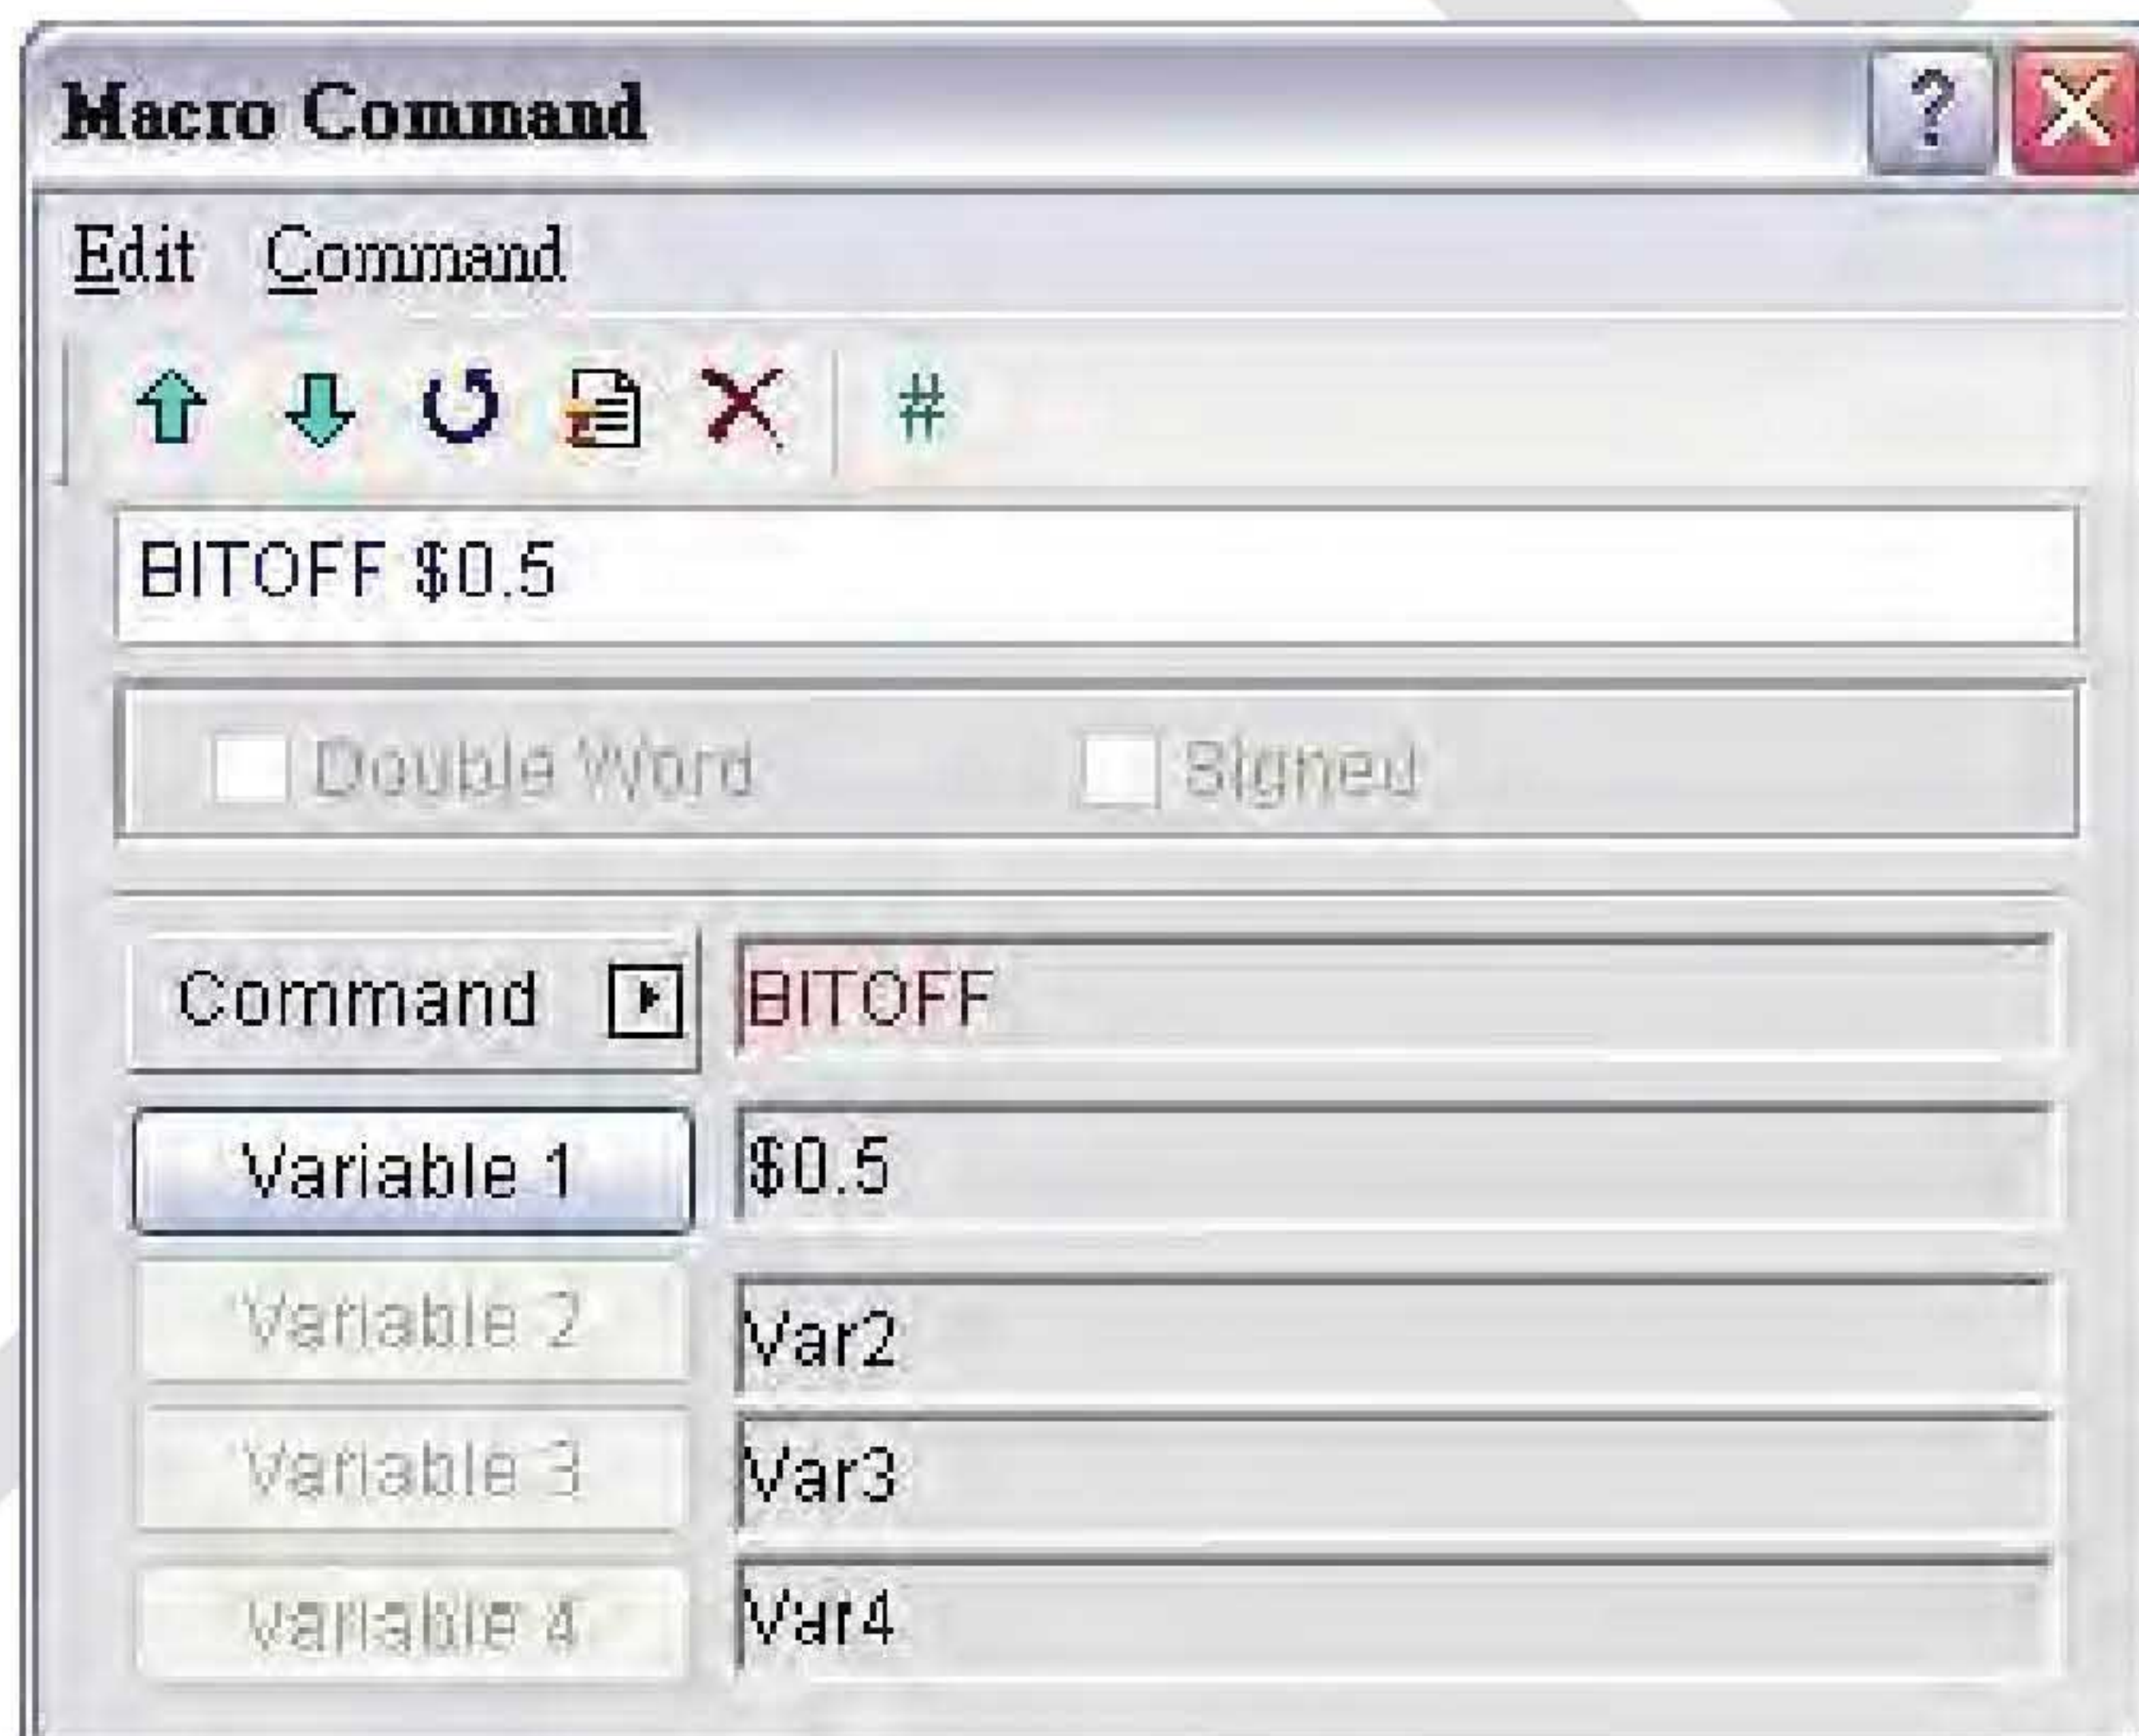 Macro Command ?
Edit Command
#
BITOFF $0.5
Double Word Signed
Command BITOFF
Variable 1 $0.5
Variable 2 Var2
Variable 3 Var3
Variable 4 Var4